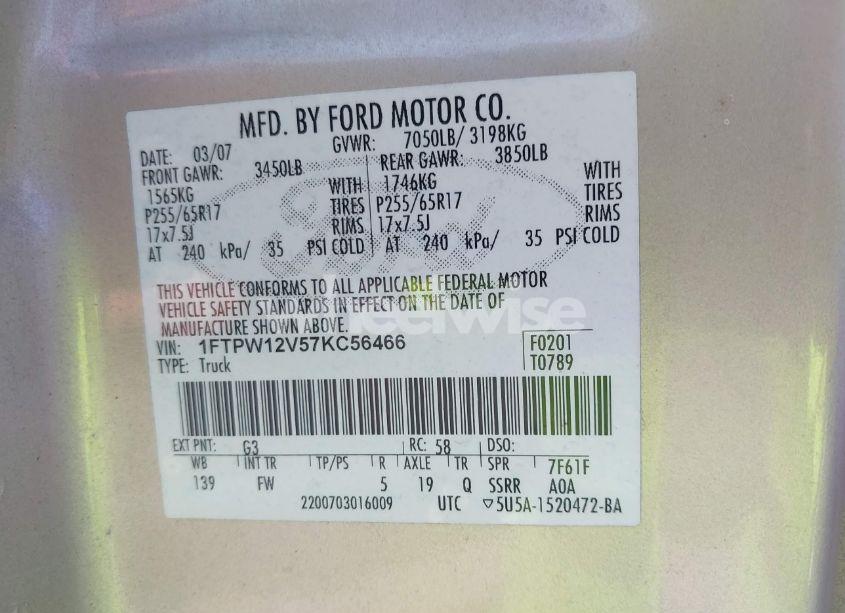 MFD. BY FORD MOTOR CO.
DATE: 03/07 GVWR: 7050LB/ 3198KG
FRONT GAWR: 3450LB REAR GAWR: 3850LB
1565KG WITH 1746KG WITH
P255/65R17 TIRES P255/65R17 TIRES
17x7.5J RIMS 17x7.5J RIMS
AT 240 kPa/ 35 PSI COLD AT 240 kPa/ 35 PSI COLD
THIS VEHICLE CONFORMS TO ALL APPLICABLE FEDERAL MOTOR
VEHICLE SAFETY STANDARDS IN EFFECT ON THE DATE OF
MANUFACTURE SHOWN ABOVE.
VIN: 1FTPW12V57KC56466 F0201
TYPE: Truck T0789
EXT PNT: G3 RC: 58 DSO:
WB INT TR TP/PS R AXLE TR SPR 7F61F
139 FW 5 19 Q SSRR A0A
2200703016009 UTC ▽5U5A-1520472-BA